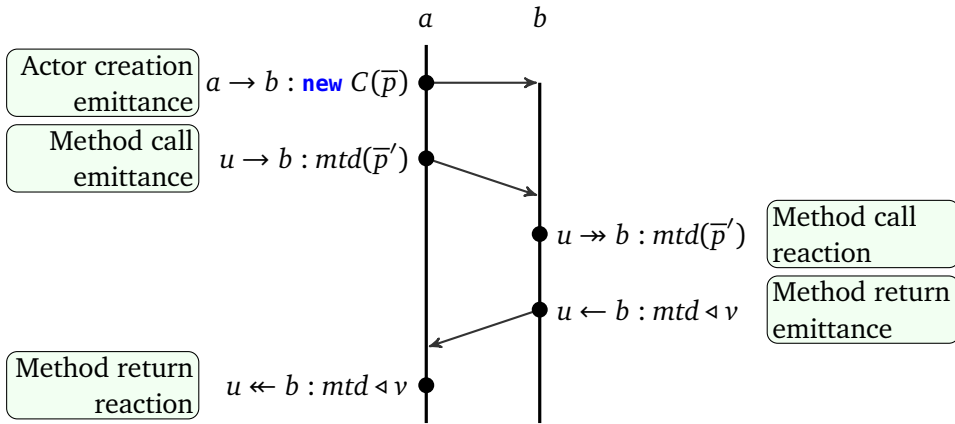 a b
Actor creation
emittance
a → b : new C(p̅)
Method call
emittance
u → b : mtd(p̅′)
u ↠ b : mtd(p̅′)
Method call
reaction
u ← b : mtd ◃ v
Method return
emittance
Method return
reaction
u ↞ b : mtd ◃ v